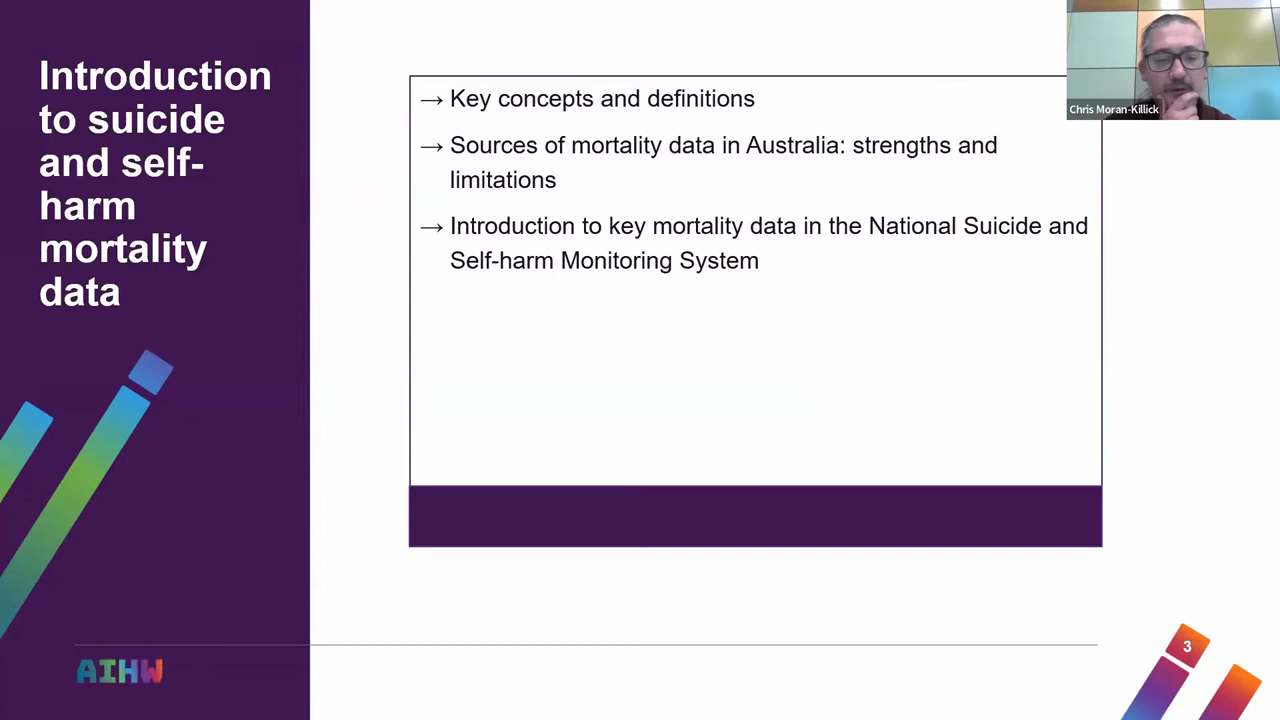 Introduction
to suicide
and self-
harm
mortality
data
→ Key concepts and definitions
→ Sources of mortality data in Australia: strengths and
limitations
→ Introduction to key mortality data in the National Suicide and
Self-harm Monitoring System
Chris Moran-Killick
AIHW
3